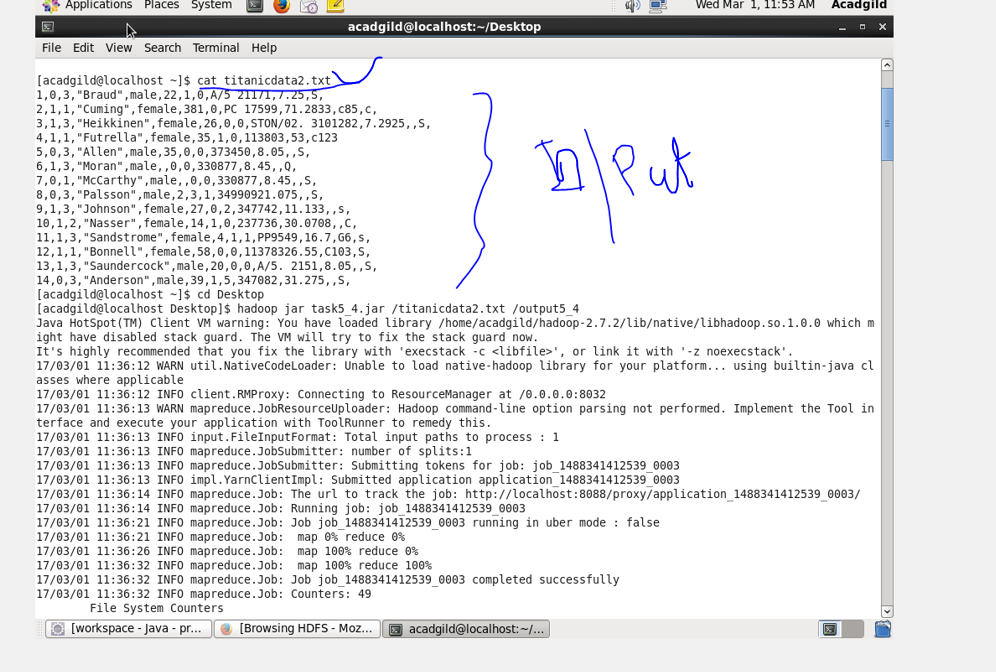 Applications Places System Wed Mar 1, 11:53 AM Acadgild
acadgild@localhost:~/Desktop
File Edit View Search Terminal Help
[acadgild@localhost ~]$ cat titanicdata2.txt
1,0,3,"Braud",male,22,1,0,A/5 21171,7.25,S,
2,1,1,"Cuming",female,381,0,PC 17599,71.2833,c85,c,
3,1,3,"Heikkinen",female,26,0,0,STON/02. 3101282,7.2925,,S,
4,1,1,"Futrella",female,35,1,0,113803,53,c123
5,0,3,"Allen",male,35,0,0,373450,8.05,,S,
6,1,3,"Moran",male,,0,0,330877,8.45,,Q,
7,0,1,"McCarthy",male,,0,0,330877,8.45,,S,
8,0,3,"Palsson",male,2,3,1,34990921.075,,S,
9,1,3,"Johnson",female,27,0,2,347742,11.133,,s,
10,1,2,"Nasser",female,14,1,0,237736,30.0708,,C,
11,1,3,"Sandstrome",female,4,1,1,PP9549,16.7,G6,s,
12,1,1,"Bonnell",female,58,0,0,11378326.55,C103,S,
13,1,3,"Saundercock",male,20,0,0,A/5. 2151,8.05,,S,
14,0,3,"Anderson",male,39,1,5,347082,31.275,,S,
I/Put
[acadgild@localhost ~]$ cd Desktop
[acadgild@localhost Desktop]$ hadoop jar task5_4.jar /titanicdata2.txt /output5_4
Java HotSpot(TM) Client VM warning: You have loaded library /home/acadgild/hadoop-2.7.2/lib/native/libhadoop.so.1.0.0 which m
ight have disabled stack guard. The VM will try to fix the stack guard now.
It's highly recommended that you fix the library with 'execstack -c <libfile>', or link it with '-z noexecstack'.
17/03/01 11:36:12 WARN util.NativeCodeLoader: Unable to load native-hadoop library for your platform... using builtin-java cl
asses where applicable
17/03/01 11:36:12 INFO client.RMProxy: Connecting to ResourceManager at /0.0.0.0:8032
17/03/01 11:36:13 WARN mapreduce.JobResourceUploader: Hadoop command-line option parsing not performed. Implement the Tool in
terface and execute your application with ToolRunner to remedy this.
17/03/01 11:36:13 INFO input.FileInputFormat: Total input paths to process : 1
17/03/01 11:36:13 INFO mapreduce.JobSubmitter: number of splits:1
17/03/01 11:36:13 INFO mapreduce.JobSubmitter: Submitting tokens for job: job_1488341412539_0003
17/03/01 11:36:13 INFO impl.YarnClientImpl: Submitted application application_1488341412539_0003
17/03/01 11:36:14 INFO mapreduce.Job: The url to track the job: http://localhost:8088/proxy/application_1488341412539_0003/
17/03/01 11:36:14 INFO mapreduce.Job: Running job: job_1488341412539_0003
17/03/01 11:36:21 INFO mapreduce.Job: Job job_1488341412539_0003 running in uber mode : false
17/03/01 11:36:21 INFO mapreduce.Job:  map 0% reduce 0%
17/03/01 11:36:26 INFO mapreduce.Job:  map 100% reduce 0%
17/03/01 11:36:32 INFO mapreduce.Job:  map 100% reduce 100%
17/03/01 11:36:32 INFO mapreduce.Job: Job job_1488341412539_0003 completed successfully
17/03/01 11:36:32 INFO mapreduce.Job: Counters: 49
File System Counters
[workspace - Java - pr... [Browsing HDFS - Moz... acadgild@localhost:~/...